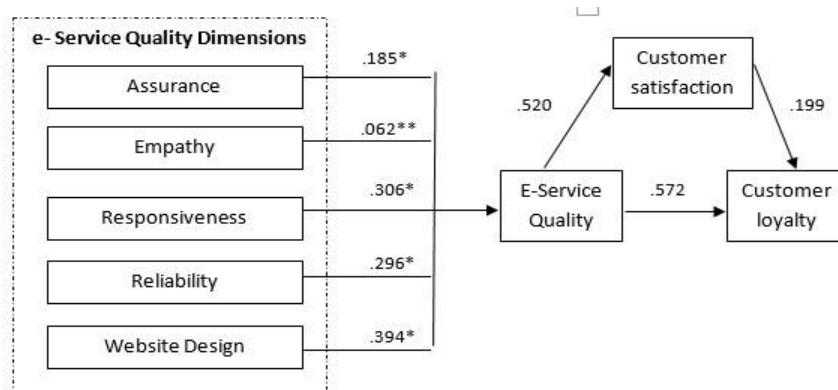 e- Service Quality Dimensions
Assurance
.185*
Empathy
.062**
Responsiveness
.306*
Reliability
.296*
Website Design
.394*
E-Service
Quality
.520
Customer
satisfaction
.199
.572
Customer
loyalty